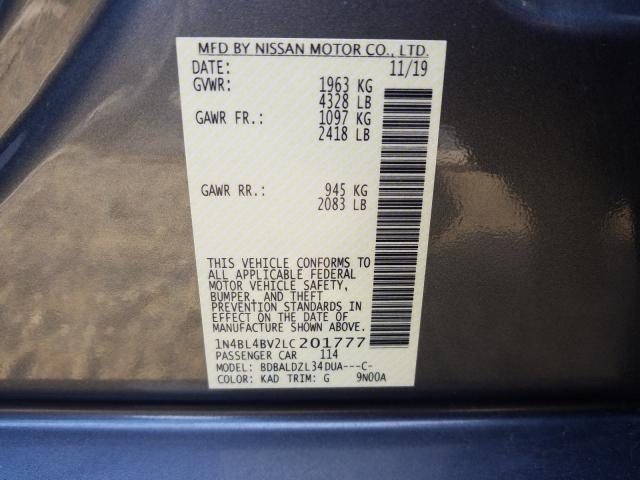 MFD BY NISSAN MOTOR CO., LTD.
DATE: 11/19
GVWR: 1963 KG
4328 LB
GAWR FR.: 1097 KG
2418 LB
GAWR RR.: 945 KG
2083 LB
THIS VEHICLE CONFORMS TO
ALL APPLICABLE FEDERAL
MOTOR VEHICLE SAFETY,
BUMPER, AND THEFT
PREVENTION STANDARDS IN
EFFECT ON THE DATE OF
MANUFACTURE SHOWN ABOVE.
1N4BL4BV2LC201777
PASSENGER CAR 114
MODEL: BDBALDZL34DUA---C-
COLOR: KAD TRIM: G 9N00A